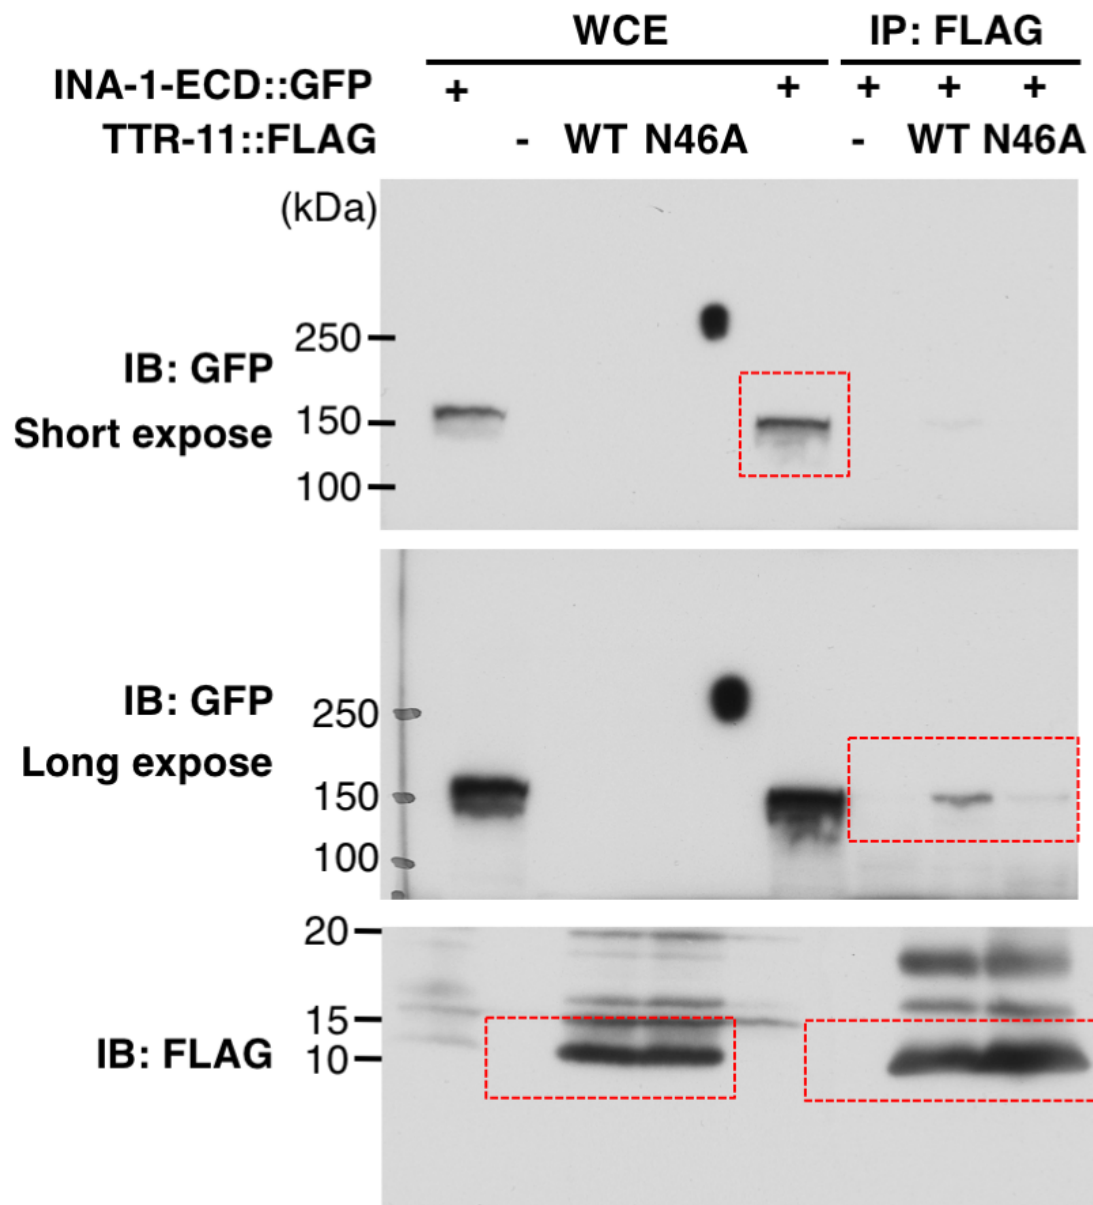 WCE IP: FLAG
INA-1-ECD::GFP + + + + +
TTR-11::FLAG - WT N46A - WT N46A
(kDa)
250
IB: GFP
150
Short expose
100
IB: GFP
250
Long expose
150
100
20
15
IB: FLAG
10